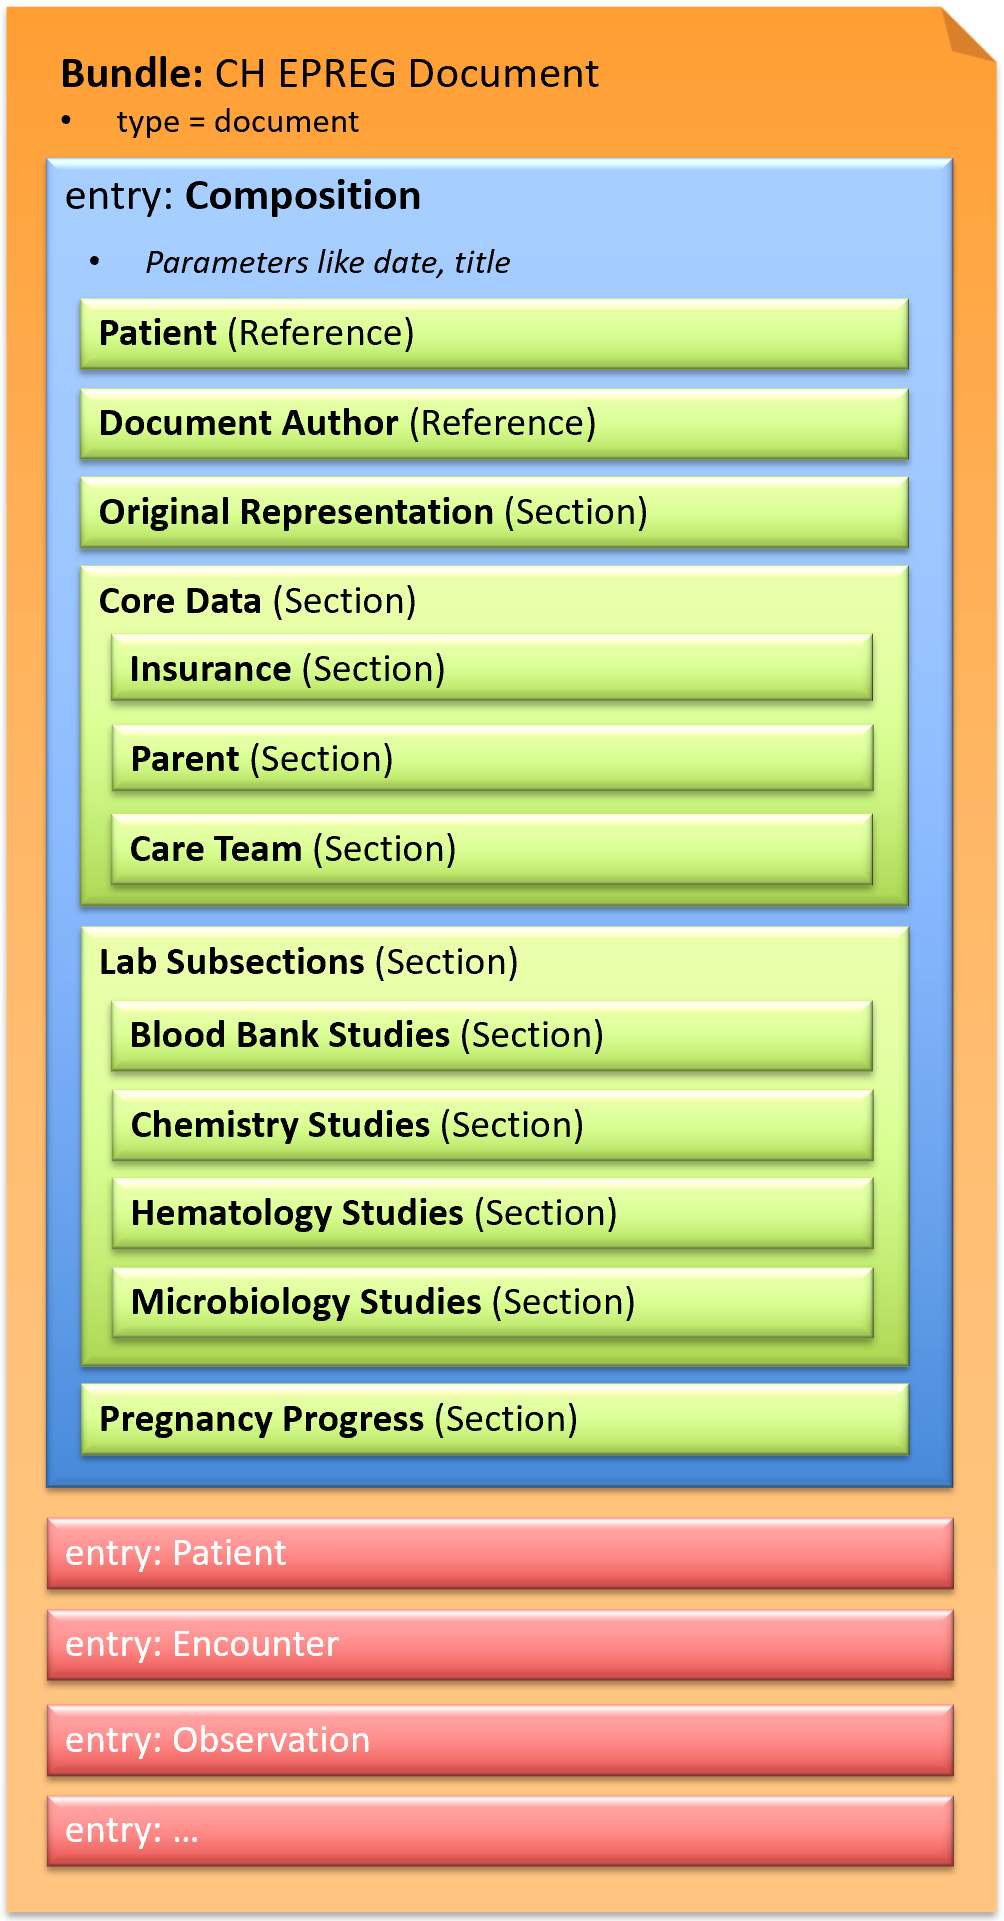 Bundle: CH EPREG Document
• type = document
entry: Composition
• Parameters like date, title
Patient (Reference)
Document Author (Reference)
Original Representation (Section)
Core Data (Section)
Insurance (Section)
Parent (Section)
Care Team (Section)
Lab Subsections (Section)
Blood Bank Studies (Section)
Chemistry Studies (Section)
Hematology Studies (Section)
Microbiology Studies (Section)
Pregnancy Progress (Section)
entry: Patient
entry: Encounter
entry: Observation
entry: ...